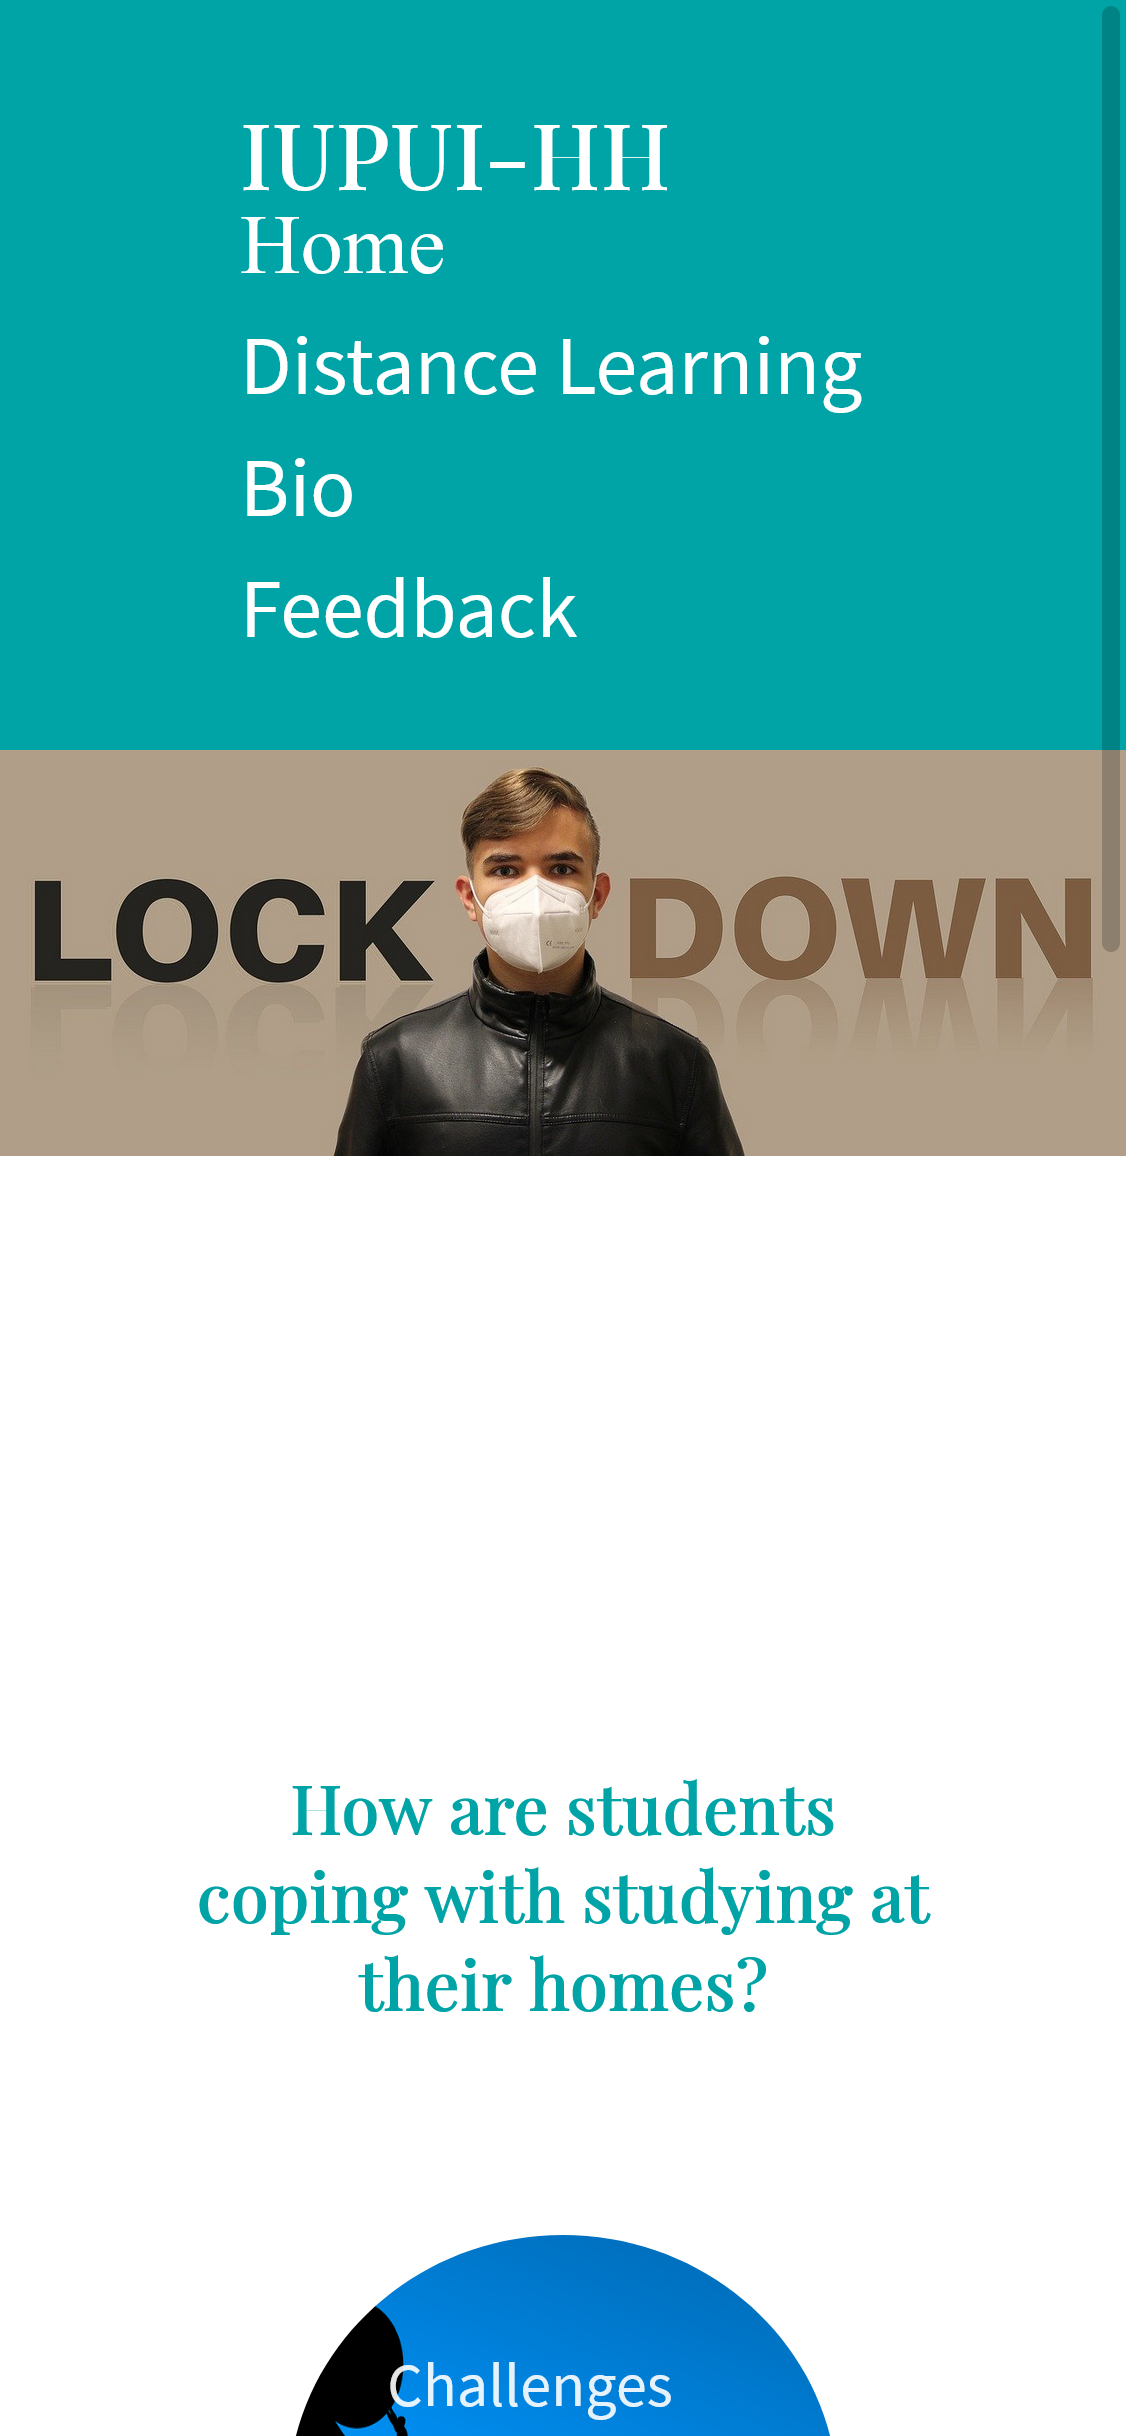 IUPUI-HH
Home
Distance Learning
Bio
Feedback
LOCK DOWN
How are students
coping with studying at
their homes?
Challenges